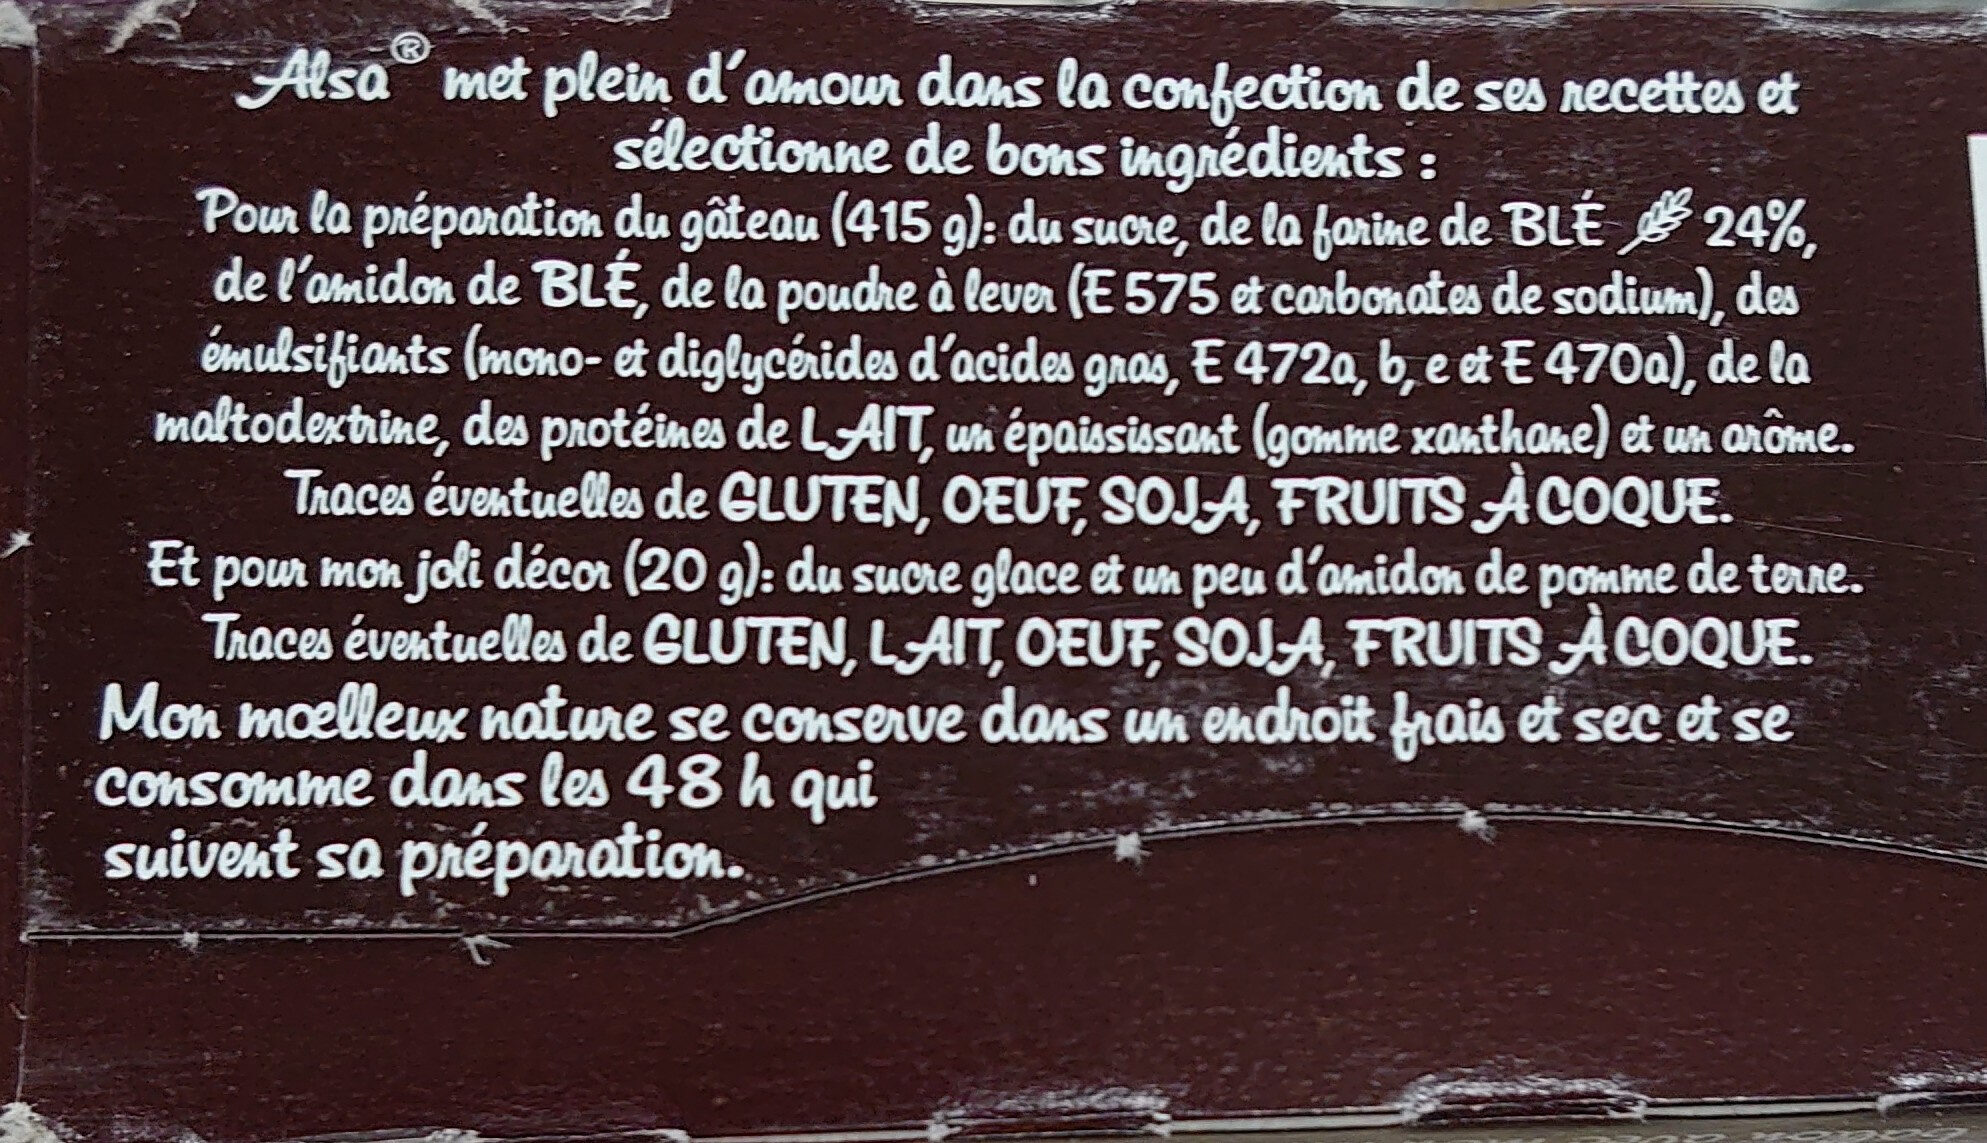 Alsa® met plein d'amour dans la confection de ses recettes et
sélectionne de bons ingrédients :
Pour la préparation du gâteau (415 g): du sucre, de la farine de BLÉ 24%,
de l'amidon de BLÉ, de la poudre à lever (E 575 et carbonates de sodium), des
émulsifiants (mono- et diglycérides d'acides gras, E 472a, b, e et E 470a), de la
maltodextrine, des protéines de LAIT, un épaississant (gomme xanthane) et un arôme.
Traces éventuelles de GLUTEN, OEUF, SOJA, FRUITS À COQUE.
Et pour mon joli décor (20 g): du sucre glace et un peu d'amidon de pomme de terre.
Traces éventuelles de GLUTEN, LAIT, OEUF, SOJA, FRUITS À COQUE.
Mon mœlleux nature se conserve dans un endroit frais et sec et se
consomme dans les 48 h qui
suivent sa préparation.